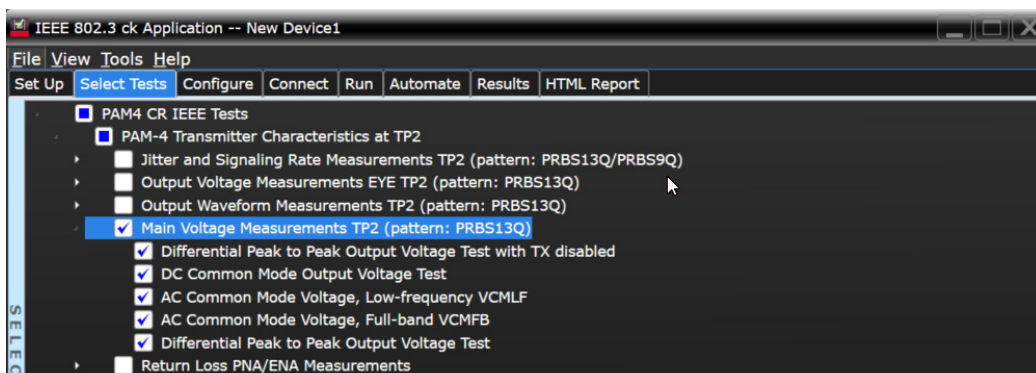 IEEE 802.3 ck Application -- New Device1
File View Tools Help
Set Up Select Tests Configure Connect Run Automate Results HTML Report
PAM4 CR IEEE Tests
PAM-4 Transmitter Characteristics at TP2
Jitter and Signaling Rate Measurements TP2 (pattern: PRBS13Q/PRBS9Q)
Output Voltage Measurements EYE TP2 (pattern: PRBS13Q)
Output Waveform Measurements TP2 (pattern: PRBS13Q)
Main Voltage Measurements TP2 (pattern: PRBS13Q)
Differential Peak to Peak Output Voltage Test with TX disabled
DC Common Mode Output Voltage Test
AC Common Mode Voltage, Low-frequency VCMLF
AC Common Mode Voltage, Full-band VCMFB
Differential Peak to Peak Output Voltage Test
Return Loss PNA/ENA Measurements
SELEC